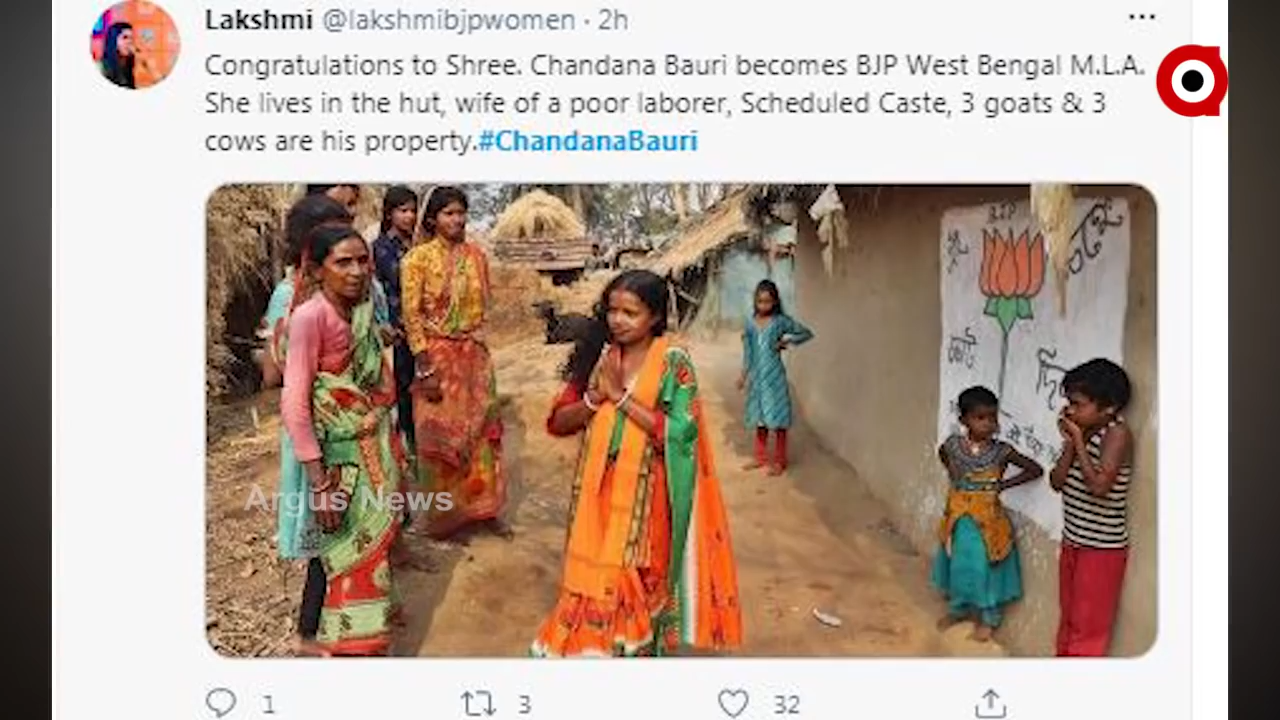 Lakshmi @lakshmibjpwomen · 2h
Congratulations to Shree. Chandana Bauri becomes BJP West Bengal M.L.A.
She lives in the hut, wife of a poor laborer, Scheduled Caste, 3 goats & 3
cows are his property.#ChandanaBauri
BJP
Argus News
1 3 32